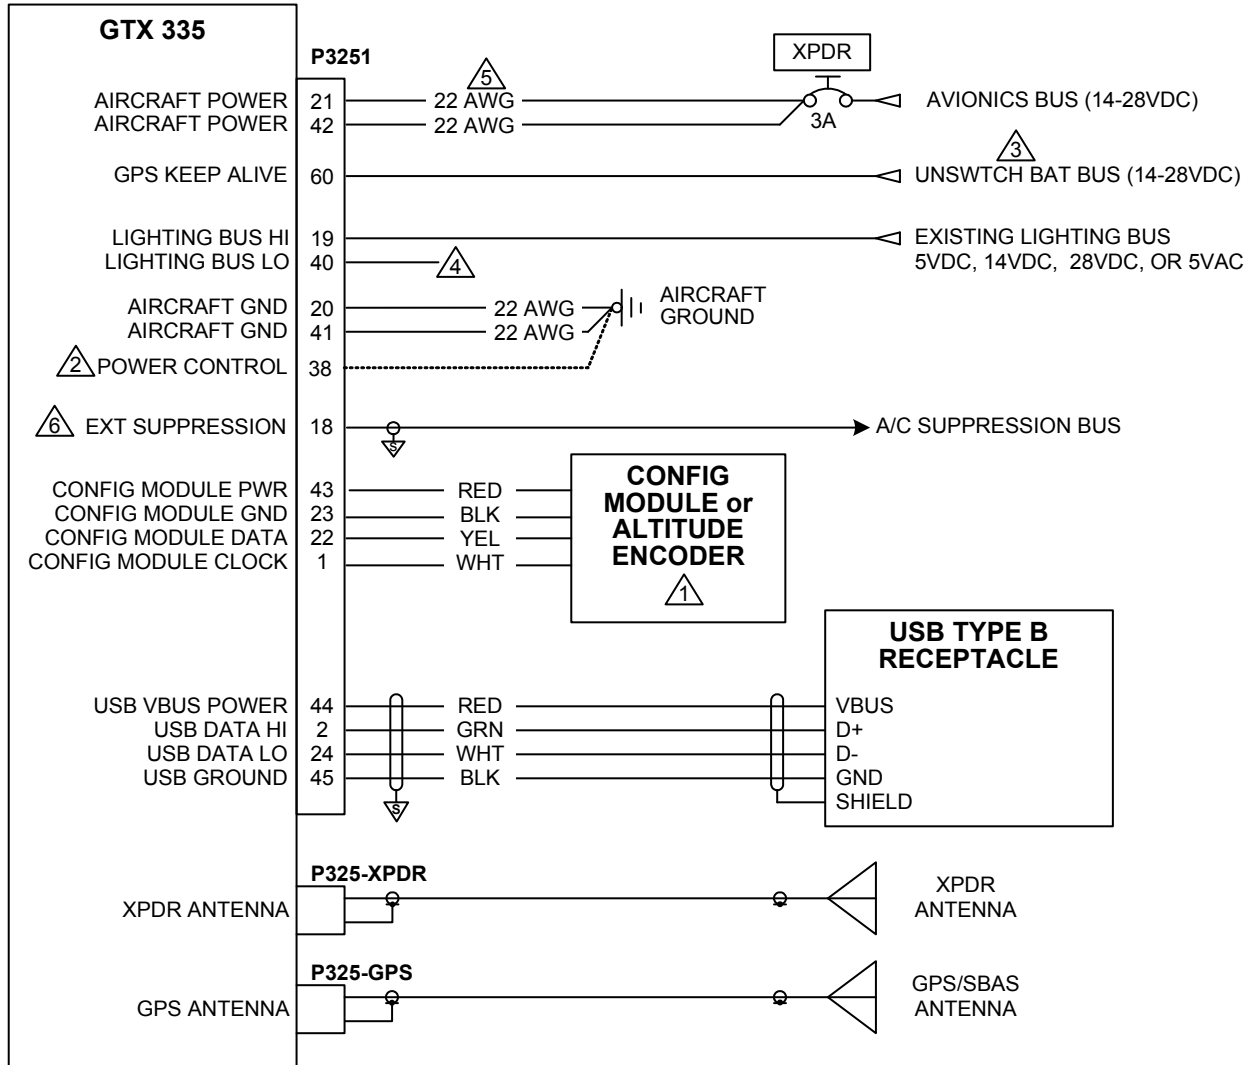 GTX 335
P3251
XPDR
5
AIRCRAFT POWER 21 22 AWG AVIONICS BUS (14-28VDC)
AIRCRAFT POWER 42 22 AWG 3A
3
GPS KEEP ALIVE 60 UNSWTCH BAT BUS (14-28VDC)
LIGHTING BUS HI 19 EXISTING LIGHTING BUS
LIGHTING BUS LO 40 4 5VDC, 14VDC, 28VDC, OR 5VAC
AIRCRAFT GND 20 22 AWG AIRCRAFT
AIRCRAFT GND 41 22 AWG GROUND
2 POWER CONTROL 38
6 EXT SUPPRESSION 18 A/C SUPPRESSION BUS
S
CONFIG MODULE PWR 43 RED
CONFIG MODULE GND 23 BLK
CONFIG MODULE DATA 22 YEL
CONFIG MODULE CLOCK 1 WHT
CONFIG
MODULE or
ALTITUDE
ENCODER
1
USB TYPE B
RECEPTACLE
USB VBUS POWER 44 RED VBUS
USB DATA HI 2 GRN D+
USB DATA LO 24 WHT D-
USB GROUND 45 BLK GND
S SHIELD
P325-XPDR
XPDR ANTENNA
XPDR
ANTENNA
P325-GPS
GPS ANTENNA
GPS/SBAS
ANTENNA